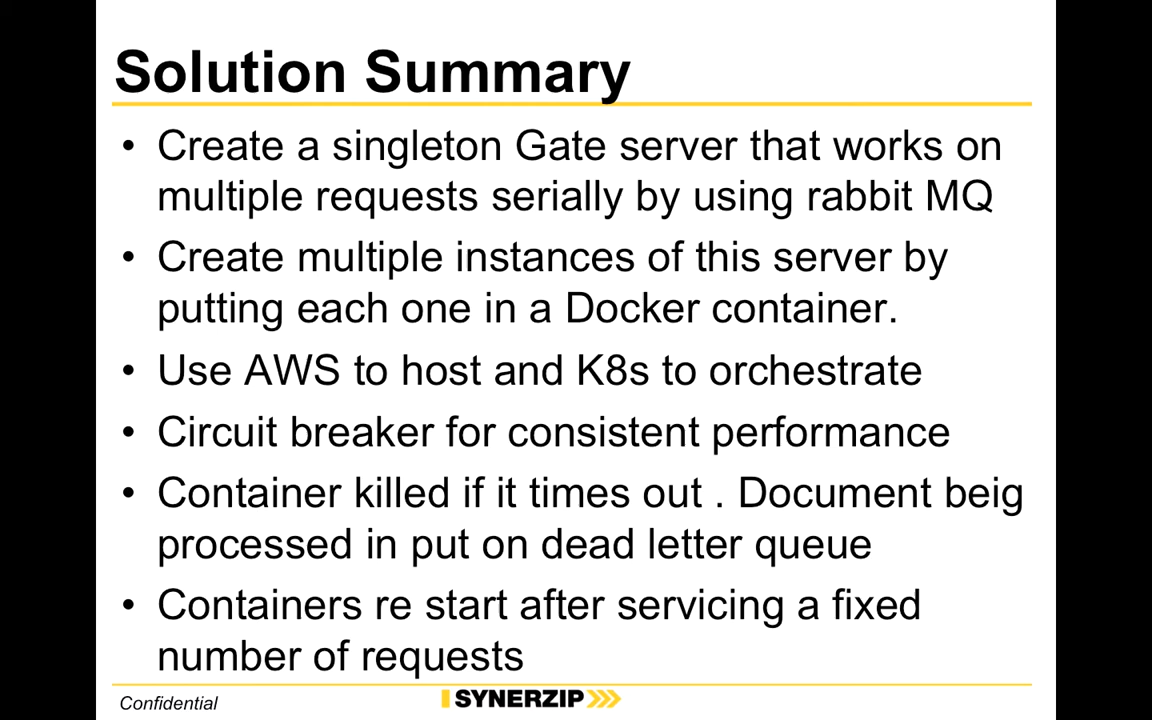 Solution Summary
• Create a singleton Gate server that works on
multiple requests serially by using rabbit MQ
• Create multiple instances of this server by
putting each one in a Docker container.
• Use AWS to host and K8s to orchestrate
• Circuit breaker for consistent performance
• Container killed if it times out . Document beig
processed in put on dead letter queue
• Containers re start after servicing a fixed
number of requests
Confidential
SYNERZIP